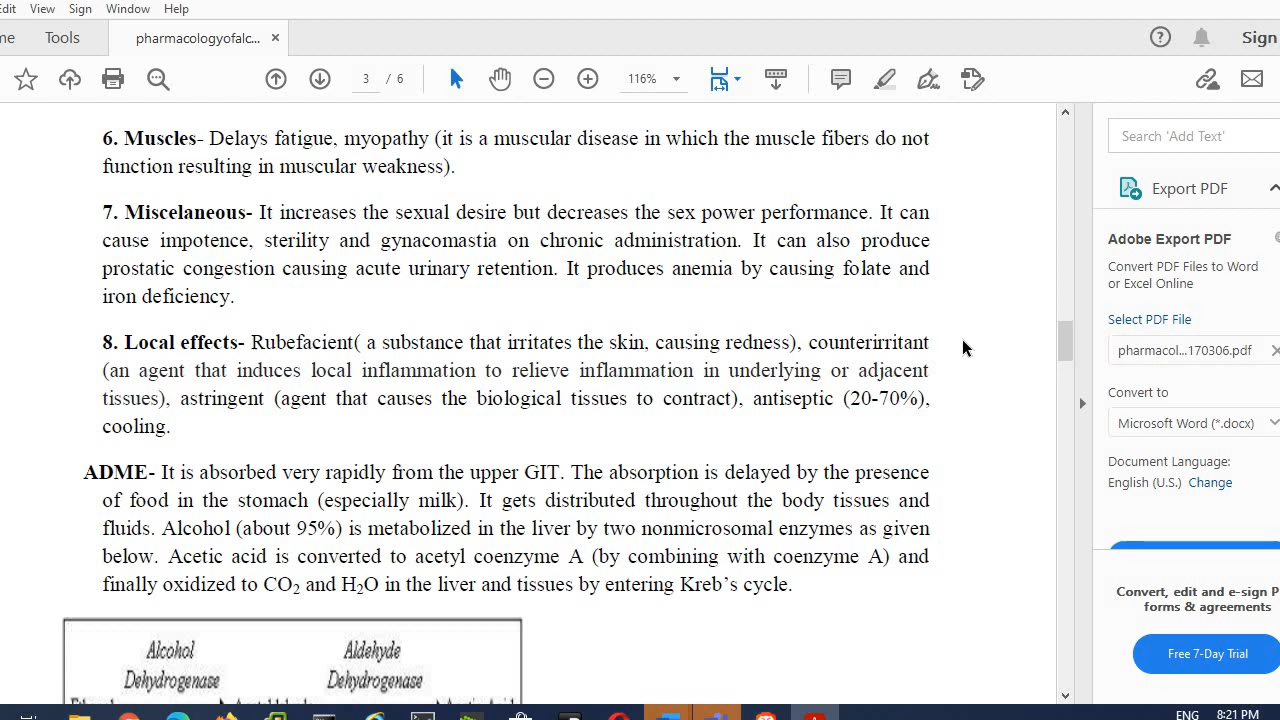 Edit View Sign Window Help
me Tools pharmacologyofalc... × Sign
3 / 6 116%
6. Muscles- Delays fatigue, myopathy (it is a muscular disease in which the muscle fibers do not
function resulting in muscular weakness).
7. Miscelaneous- It increases the sexual desire but decreases the sex power performance. It can
cause impotence, sterility and gynacomastia on chronic administration. It can also produce
prostatic congestion causing acute urinary retention. It produces anemia by causing folate and
iron deficiency.
8. Local effects- Rubefacient( a substance that irritates the skin, causing redness), counterirritant
(an agent that induces local inflammation to relieve inflammation in underlying or adjacent
tissues), astringent (agent that causes the biological tissues to contract), antiseptic (20-70%),
cooling.
ADME- It is absorbed very rapidly from the upper GIT. The absorption is delayed by the presence
of food in the stomach (especially milk). It gets distributed throughout the body tissues and
fluids. Alcohol (about 95%) is metabolized in the liver by two nonmicrosomal enzymes as given
below. Acetic acid is converted to acetyl coenzyme A (by combining with coenzyme A) and
finally oxidized to CO₂ and H₂O in the liver and tissues by entering Kreb’s cycle.
Alcohol Aldehyde
Dehydrogenase Dehydrogenase
Search 'Add Text'
Export PDF
Adobe Export PDF
Convert PDF Files to Word
or Excel Online
Select PDF File
pharmacol...170306.pdf
Convert to
Microsoft Word (*.docx)
Document Language:
English (U.S.) Change
Convert, edit and e-sign P
forms & agreements
Free 7-Day Trial
ENG 8:21 PM